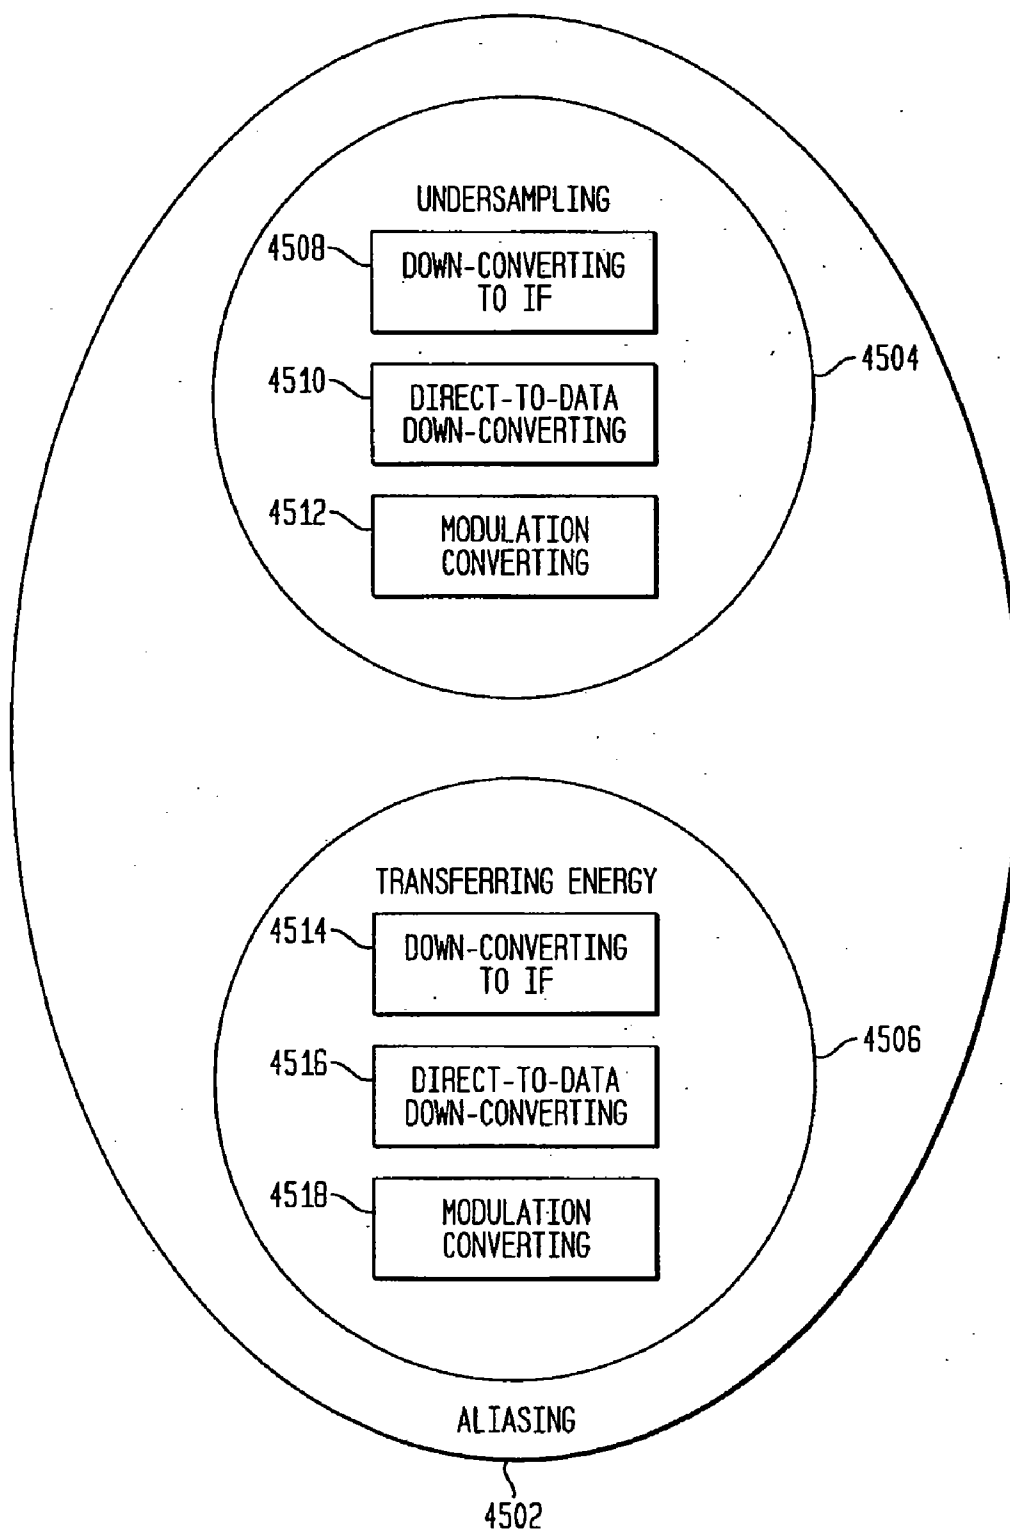 UNDERSAMPLING
4508
DOWN-CONVERTING
TO IF
4504
4510
DIRECT-TO-DATA
DOWN-CONVERTING
4512
MODULATION
CONVERTING
TRANSFERRING ENERGY
4514
DOWN-CONVERTING
TO IF
4506
4516
DIRECT-TO-DATA
DOWN-CONVERTING
4518
MODULATION
CONVERTING
ALIASING
4502